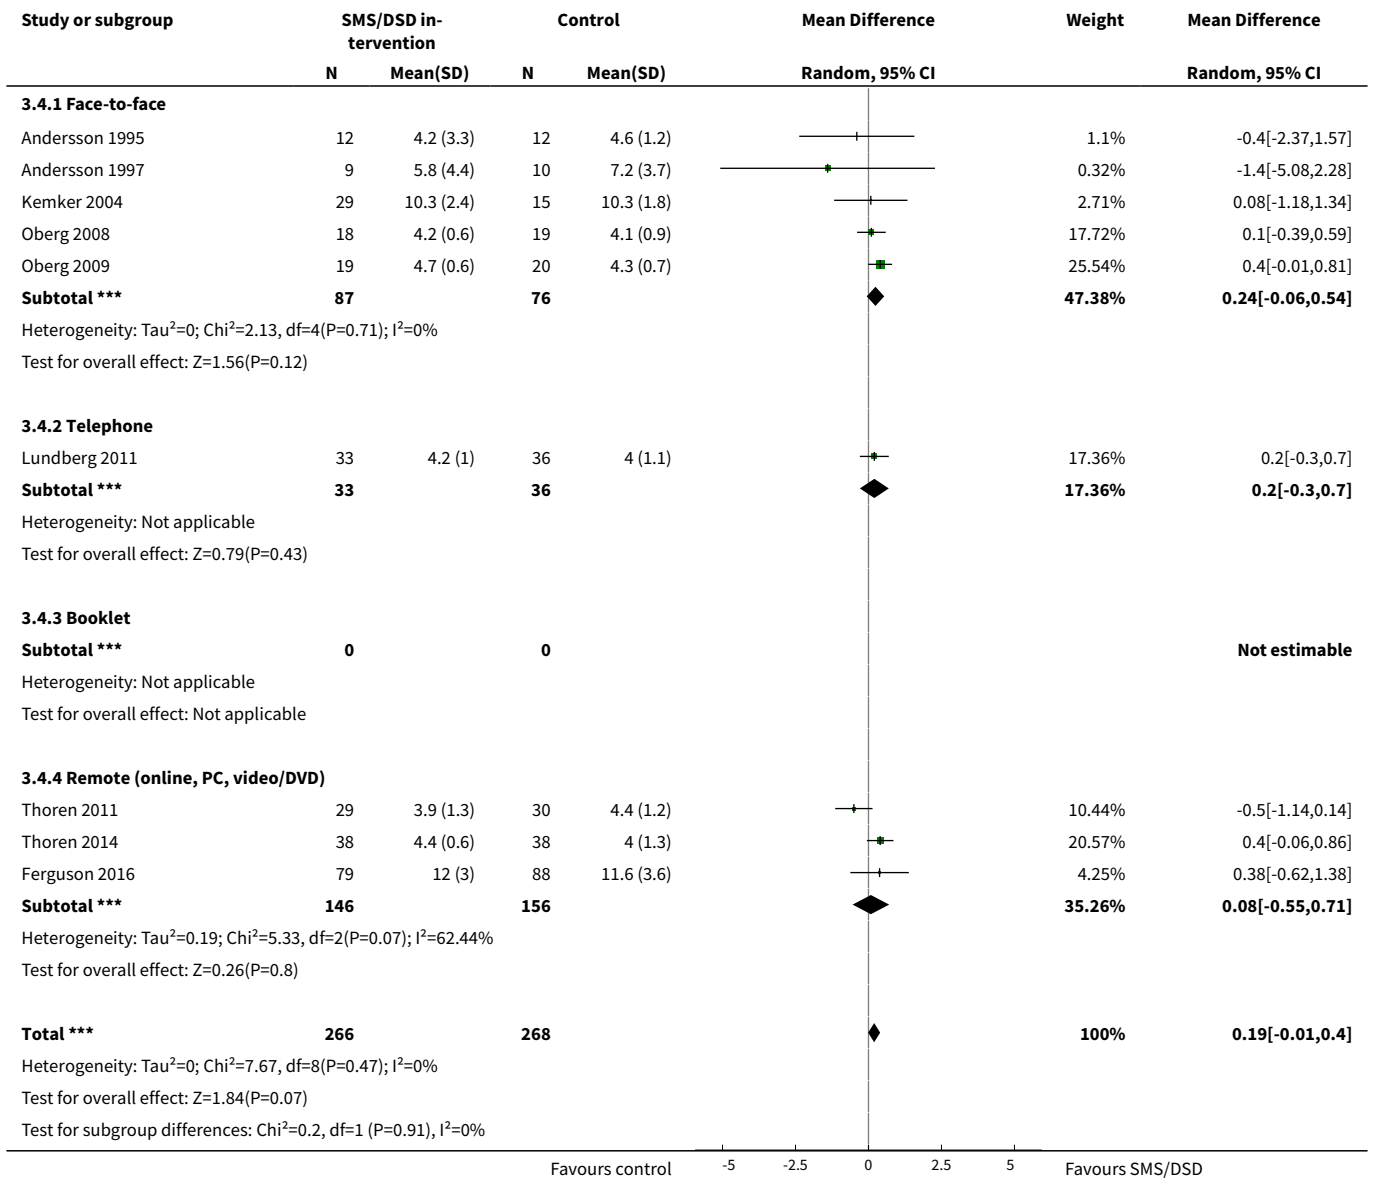 Study or subgroup SMS/DSD in- Control Mean Difference Weight Mean Difference
tervention
N Mean(SD) N Mean(SD) Random, 95% CI Random, 95% CI
3.4.1 Face-to-face
Andersson 1995 12 4.2 (3.3) 12 4.6 (1.2) 1.1% -0.4[-2.37,1.57]
Andersson 1997 9 5.8 (4.4) 10 7.2 (3.7) 0.32% -1.4[-5.08,2.28]
Kemker 2004 29 10.3 (2.4) 15 10.3 (1.8) 2.71% 0.08[-1.18,1.34]
Oberg 2008 18 4.2 (0.6) 19 4.1 (0.9) 17.72% 0.1[-0.39,0.59]
Oberg 2009 19 4.7 (0.6) 20 4.3 (0.7) 25.54% 0.4[-0.01,0.81]
Subtotal *** 87 76 47.38% 0.24[-0.06,0.54]
Heterogeneity: Tau²=0; Chi²=2.13, df=4(P=0.71); I²=0%
Test for overall effect: Z=1.56(P=0.12)
3.4.2 Telephone
Lundberg 2011 33 4.2 (1) 36 4 (1.1) 17.36% 0.2[-0.3,0.7]
Subtotal *** 33 36 17.36% 0.2[-0.3,0.7]
Heterogeneity: Not applicable
Test for overall effect: Z=0.79(P=0.43)
3.4.3 Booklet
Subtotal *** 0 0 Not estimable
Heterogeneity: Not applicable
Test for overall effect: Not applicable
3.4.4 Remote (online, PC, video/DVD)
Thoren 2011 29 3.9 (1.3) 30 4.4 (1.2) 10.44% -0.5[-1.14,0.14]
Thoren 2014 38 4.4 (0.6) 38 4 (1.3) 20.57% 0.4[-0.06,0.86]
Ferguson 2016 79 12 (3) 88 11.6 (3.6) 4.25% 0.38[-0.62,1.38]
Subtotal *** 146 156 35.26% 0.08[-0.55,0.71]
Heterogeneity: Tau²=0.19; Chi²=5.33, df=2(P=0.07); I²=62.44%
Test for overall effect: Z=0.26(P=0.8)
Total *** 266 268 100% 0.19[-0.01,0.4]
Heterogeneity: Tau²=0; Chi²=7.67, df=8(P=0.47); I²=0%
Test for overall effect: Z=1.84(P=0.07)
Test for subgroup differences: Chi²=0.2, df=1 (P=0.91), I²=0%
Favours control -5 -2.5 0 2.5 5 Favours SMS/DSD